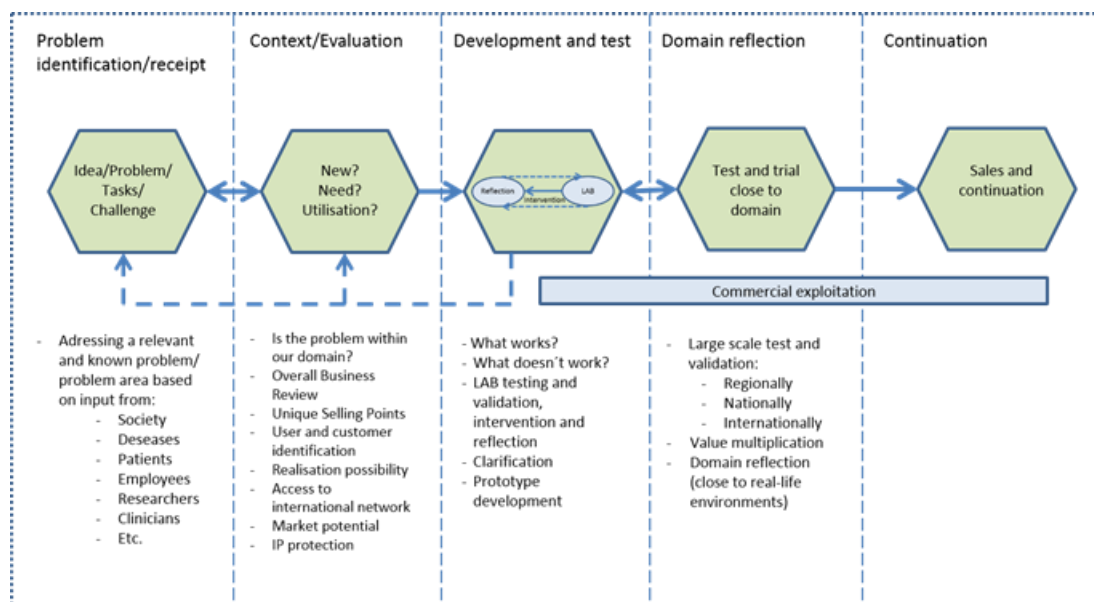 Problem
identification/receipt
Context/Evaluation
Development and test
Domain reflection
Continuation
Idea/Problem/
Tasks/
Challenge
New?
Need?
Utilisation?
Reflection
LAB
Intervention
Test and trial
close to
domain
Sales and
continuation
Commercial exploitation
- Adressing a relevant
and known problem/
problem area based
on input from:
- Society
- Deseases
- Patients
- Employees
- Researchers
- Clinicians
- Etc.
- Is the problem within
our domain?
- Overall Business
Review
- Unique Selling Points
- User and customer
identification
- Realisation possibility
- Access to
international network
- Market potential
- IP protection
- What works?
- What doesn´t work?
- LAB testing and
validation,
intervention and
reflection
- Clarification
- Prototype
development
- Large scale test and
validation:
- Regionally
- Nationally
- Internationally
- Value multiplication
- Domain reflection
(close to real-life
environments)